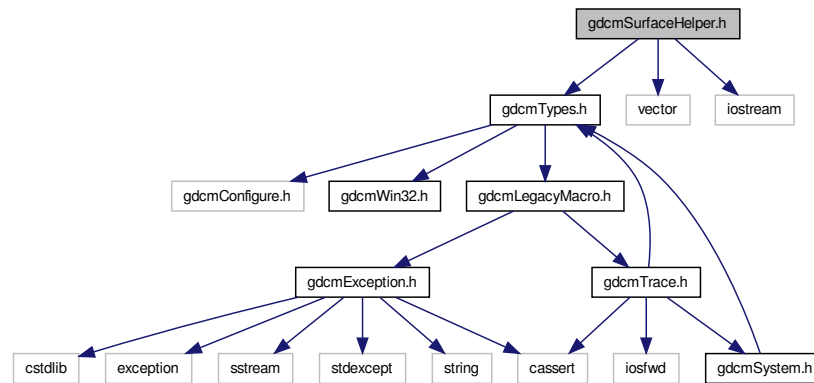 gdcmSurfaceHelper.h
gdcmTypes.h
vector
iostream
gdcmConfigure.h
gdcmWin32.h
gdcmLegacyMacro.h
gdcmException.h
gdcmTrace.h
cstdlib
exception
sstream
stdexcept
string
cassert
iosfwd
gdcmSystem.h